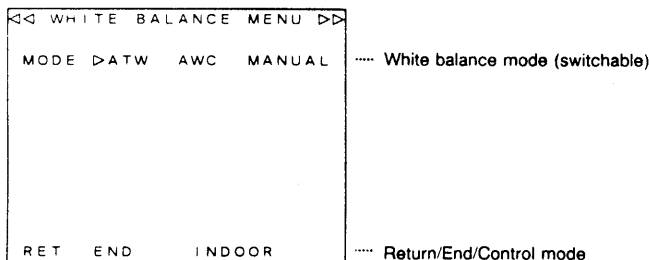 ◁◁ WHITE BALANCE MENU ▷▷
MODE ▷ATW AWC MANUAL ····· White balance mode (switchable)
RET END INDOOR ····· Return/End/Control mode